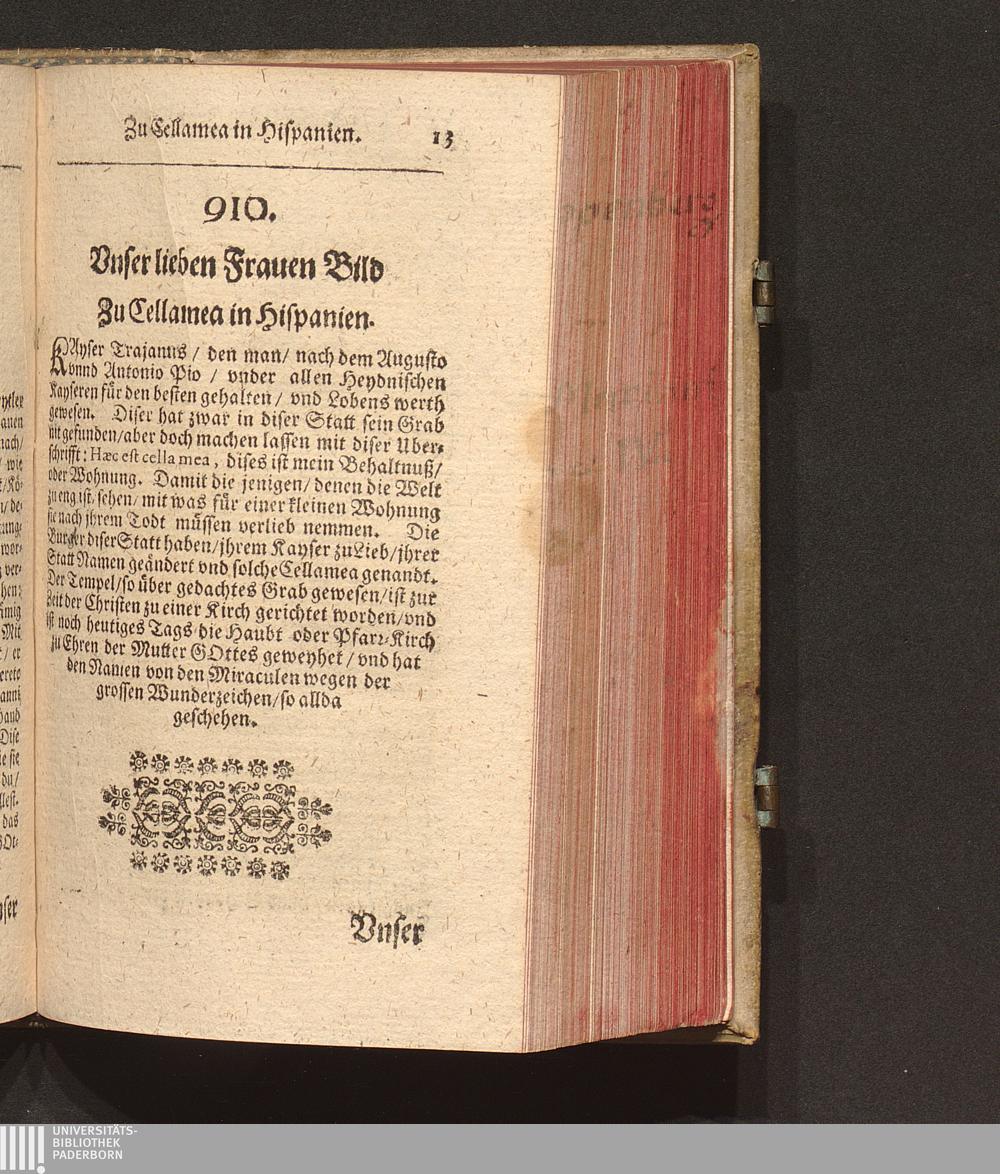 Zu Cellamea in Hispanien. 13
910.
Vnser lieben Frauen Bild
Zu Cellamea in Hispanien.
KAyser Trajanus / den man / nach dem Augusto
vnnd Antonio Pio / vnder allen Heydnischen
Kayseren für den besten gehalten / vnd Lobens werth
gewesen. Diser hat zwar in diser Statt sein Grab
nit gefunden / aber doch machen lassen mit diser Uber-
schrifft: Hæc est cella mea, dises ist mein Behaltnuß /
oder Wohnung. Damit die jenigen / denen die Welt
zu eng ist / sehen / mit was für einer kleinen Wohnung
sie nach jhrem Todt müssen verlieb nemmen. Die
Burger diser Statt haben / jhrem Kayser zu Lieb / jhrer
Statt Namen geändert vnd solche Cellamea genandt.
Der Tempel / so über gedachtes Grab gewesen / ist zur
Zeit der Christen zu einer Kirch gerichtet worden / vnd
ist noch heutiges Tags die Haubt oder Pfarr-Kirch
zu Ehren der Mutter GOttes geweyhet / vnd hat
den Namen von den Miraculen wegen der
grossen Wunderzeichen / so allda
geschehen.
Vnser
UNIVERSITÄTS-
BIBLIOTHEK
PADERBORN